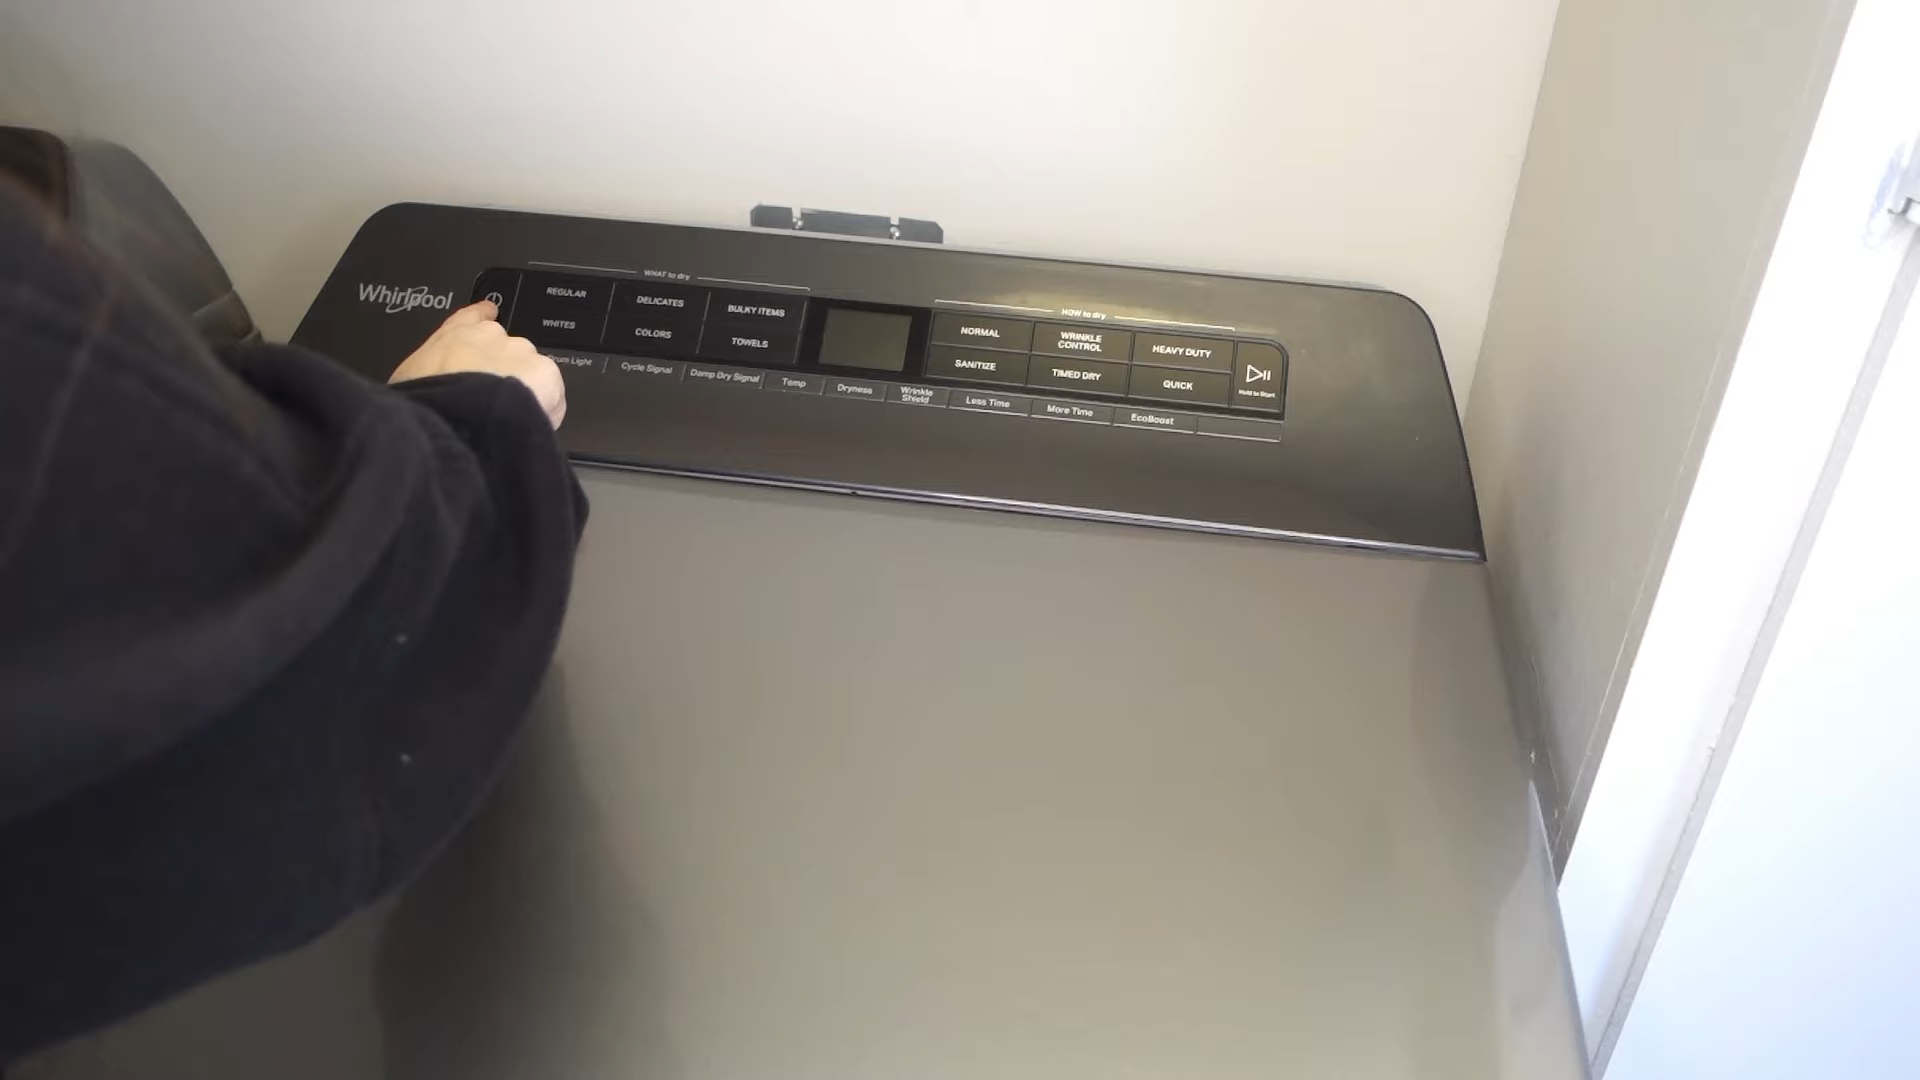 Whirlpool
WHAT to dry
REGULAR
DELICATES
BULKY ITEMS
WHITES
COLORS
TOWELS
HOW to dry
NORMAL
WRINKLE
CONTROL
HEAVY DUTY
SANITIZE
TIMED DRY
QUICK
Hold to Start
Drum Light
Cycle Signal
Damp Dry Signal
Temp
Dryness
Wrinkle
Shield
Less Time
More Time
EcoBoost